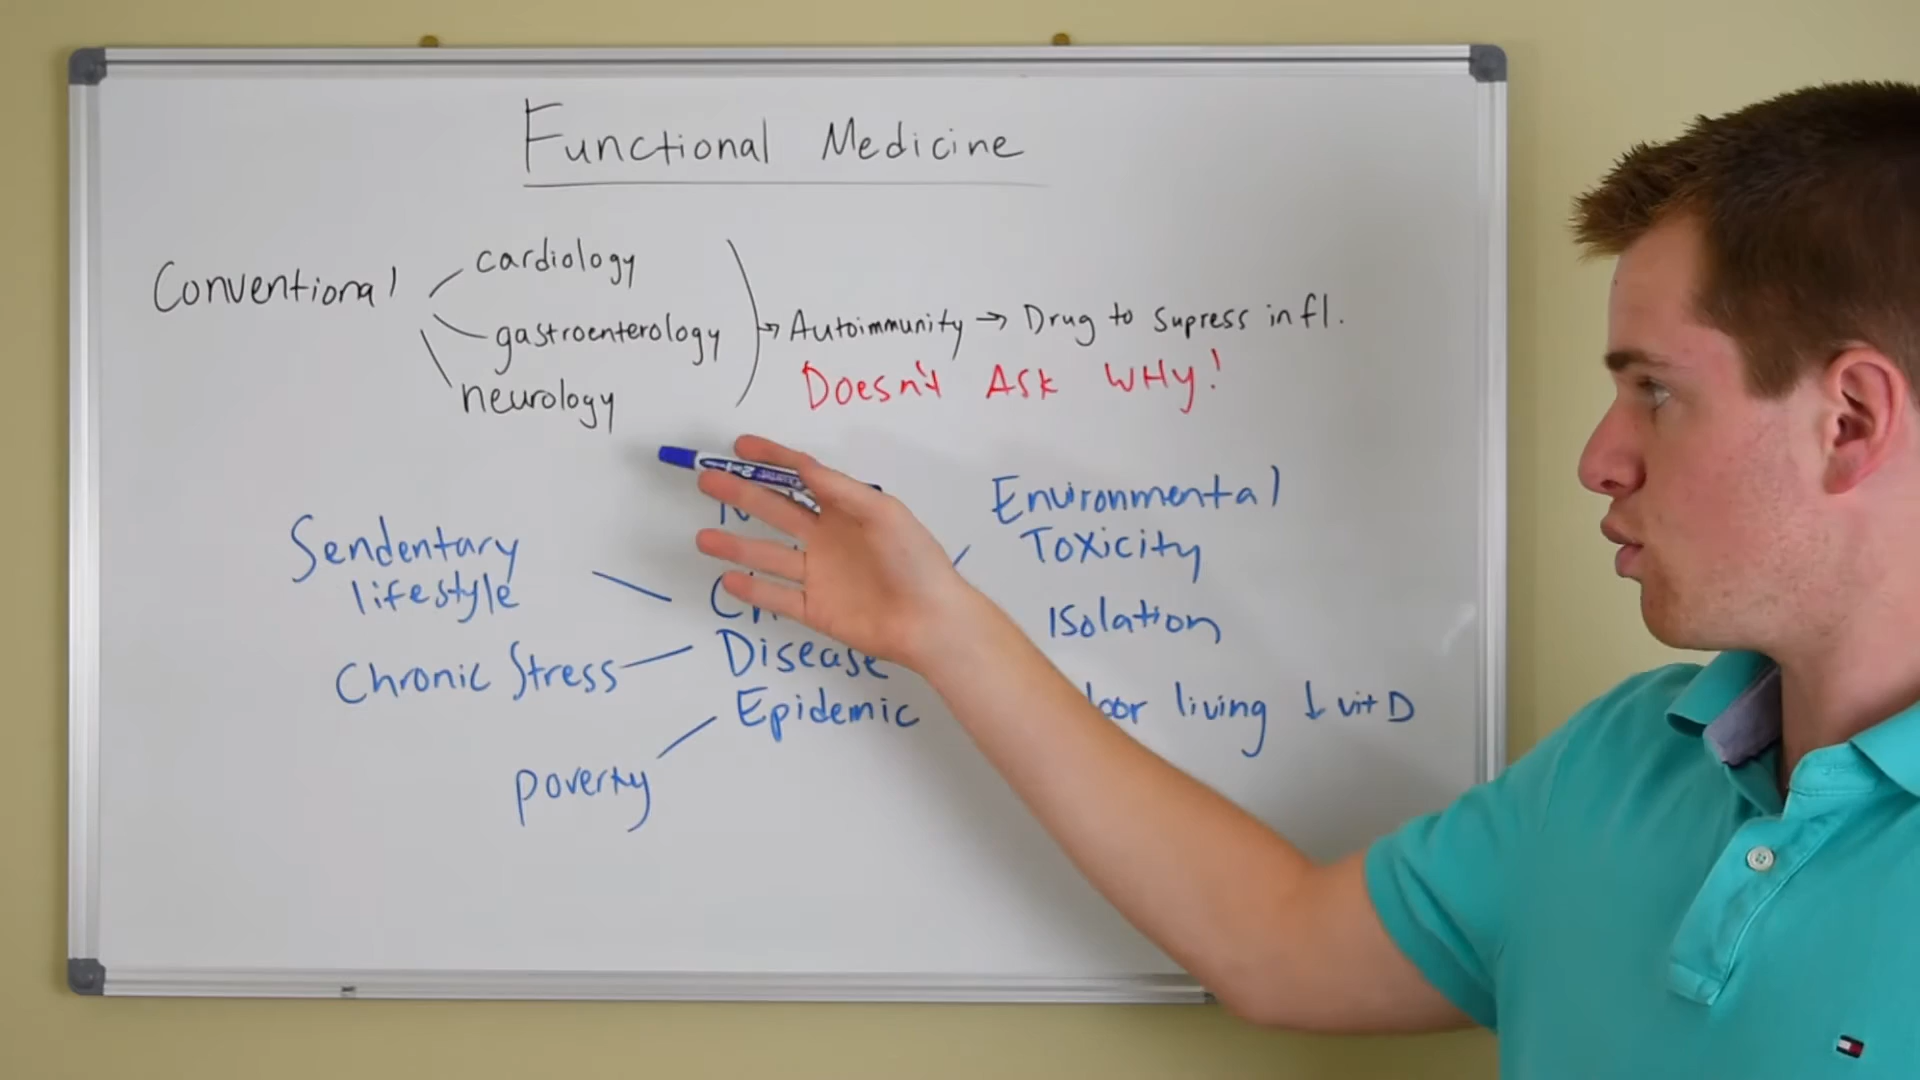 Functional Medicine
Conventional
cardiology
gastroenterology
neurology
→ Autoimmunity → Drug to supress infl.
Doesn't Ask WHy!
Sendentary
lifestyle
Chronic Stress
poverty
Disease
Epidemic
Environmental
Toxicity
Isolation
living ↓ vit D